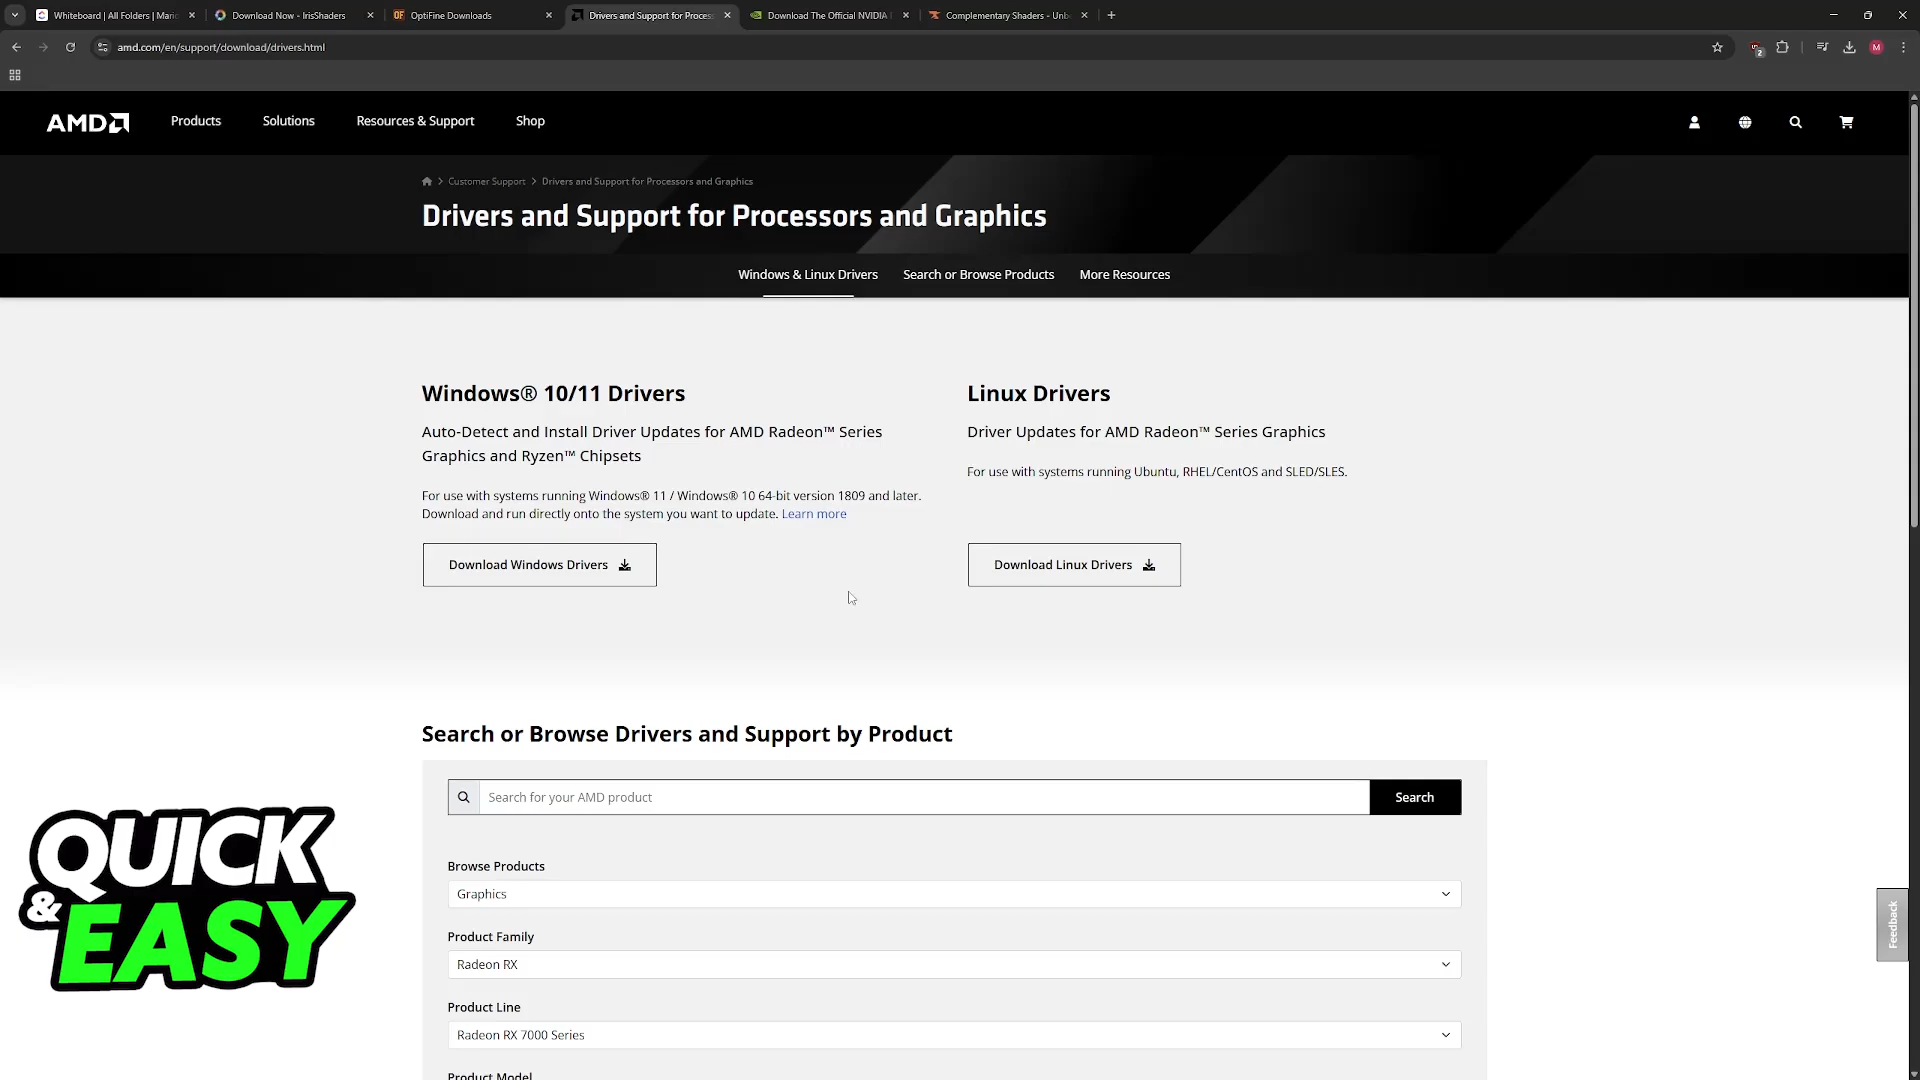 Whiteboard | All Folders | Mari
Download Now - IrisShaders
OptiFine Downloads
Drivers and Support for Proces
Download The Official NVIDIA
Complementary Shaders - Unb
amd.com/en/support/download/drivers.html
2
M
AMD
Products
Solutions
Resources & Support
Shop
Customer Support
Drivers and Support for Processors and Graphics
Drivers and Support for Processors and Graphics
Windows & Linux Drivers
Search or Browse Products
More Resources
Windows® 10/11 Drivers
Auto-Detect and Install Driver Updates for AMD Radeon™ Series
Graphics and Ryzen™ Chipsets
For use with systems running Windows® 11 / Windows® 10 64-bit version 1809 and later.
Download and run directly onto the system you want to update. Learn more
Download Windows Drivers
Linux Drivers
Driver Updates for AMD Radeon™ Series Graphics
For use with systems running Ubuntu, RHEL/CentOS and SLED/SLES.
Download Linux Drivers
Search or Browse Drivers and Support by Product
Search for your AMD product
Search
Browse Products
Graphics
Product Family
Radeon RX
Product Line
Radeon RX 7000 Series
Product Model
Feedback
QUICK
& EASY